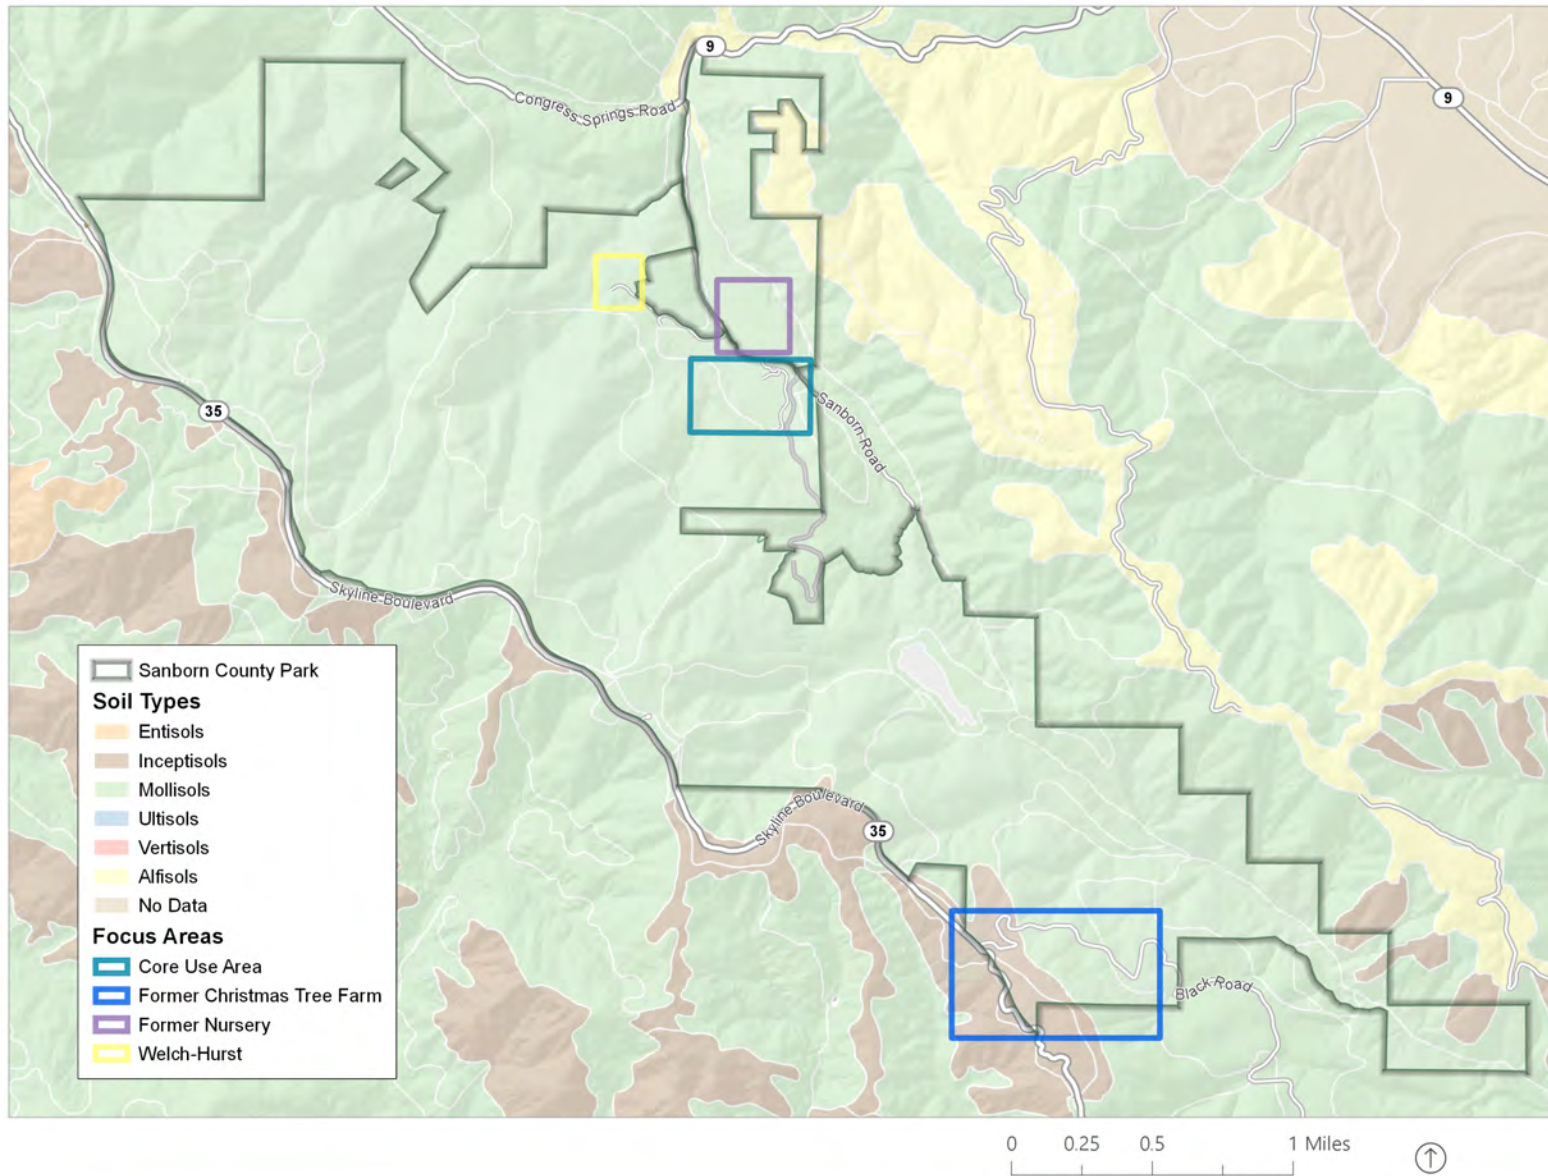 9
Congress Springs Road
9
35
Sanborn Road
Skyline Boulevard
Sanborn County Park
Soil Types
Entisols
Inceptisols
Mollisols
Ultisols
Vertisols
Alfisols
No Data
Focus Areas
Core Use Area
Former Christmas Tree Farm
Former Nursery
Welch-Hurst
Skyline Boulevard
35
Black Road
0 0.25 0.5 1 Miles